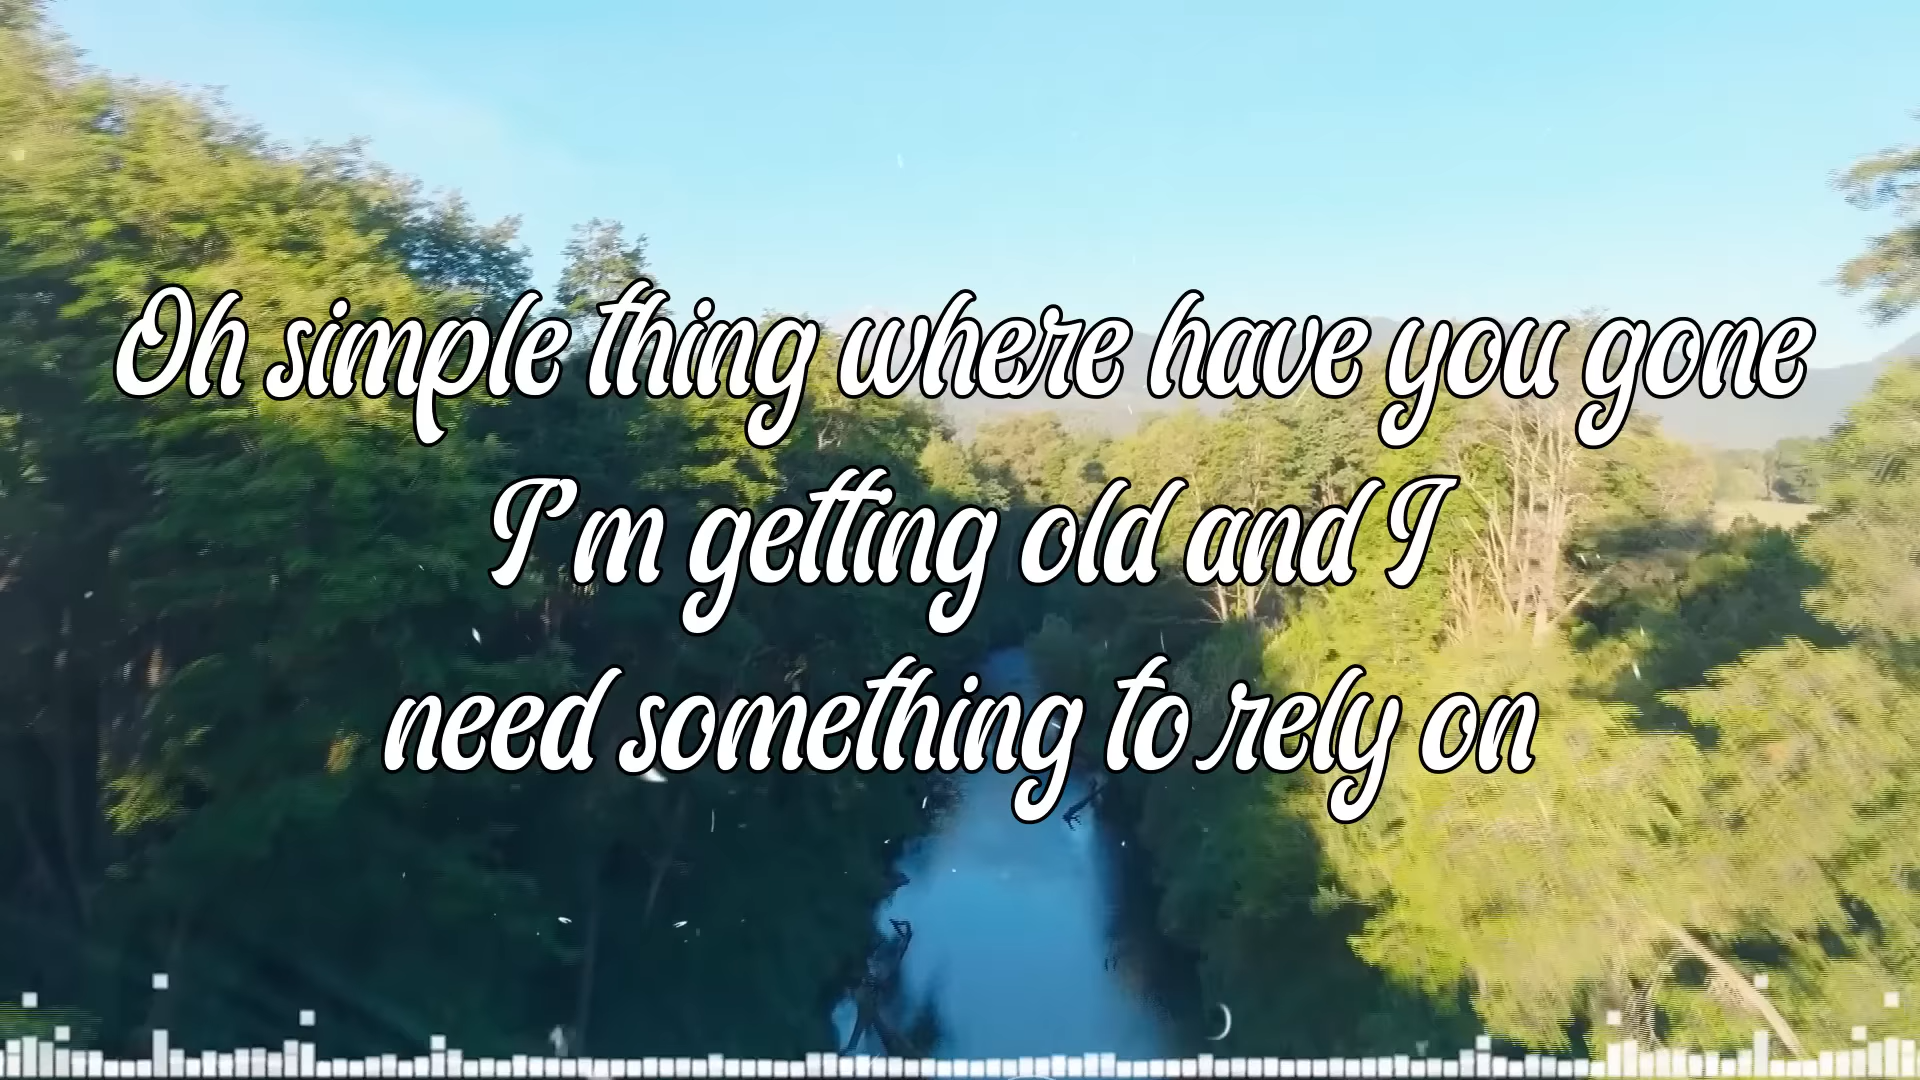 Oh simple thing where have you gone
I'm getting old and I
need something to rely on